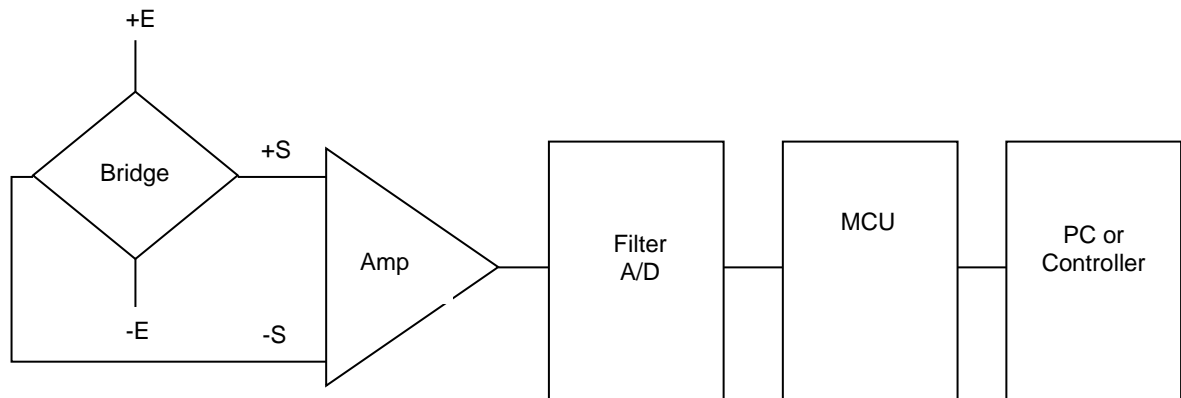 +E
+S
Bridge
MCU
Filter
A/D
PC or
Controller
Amp
-E
-S